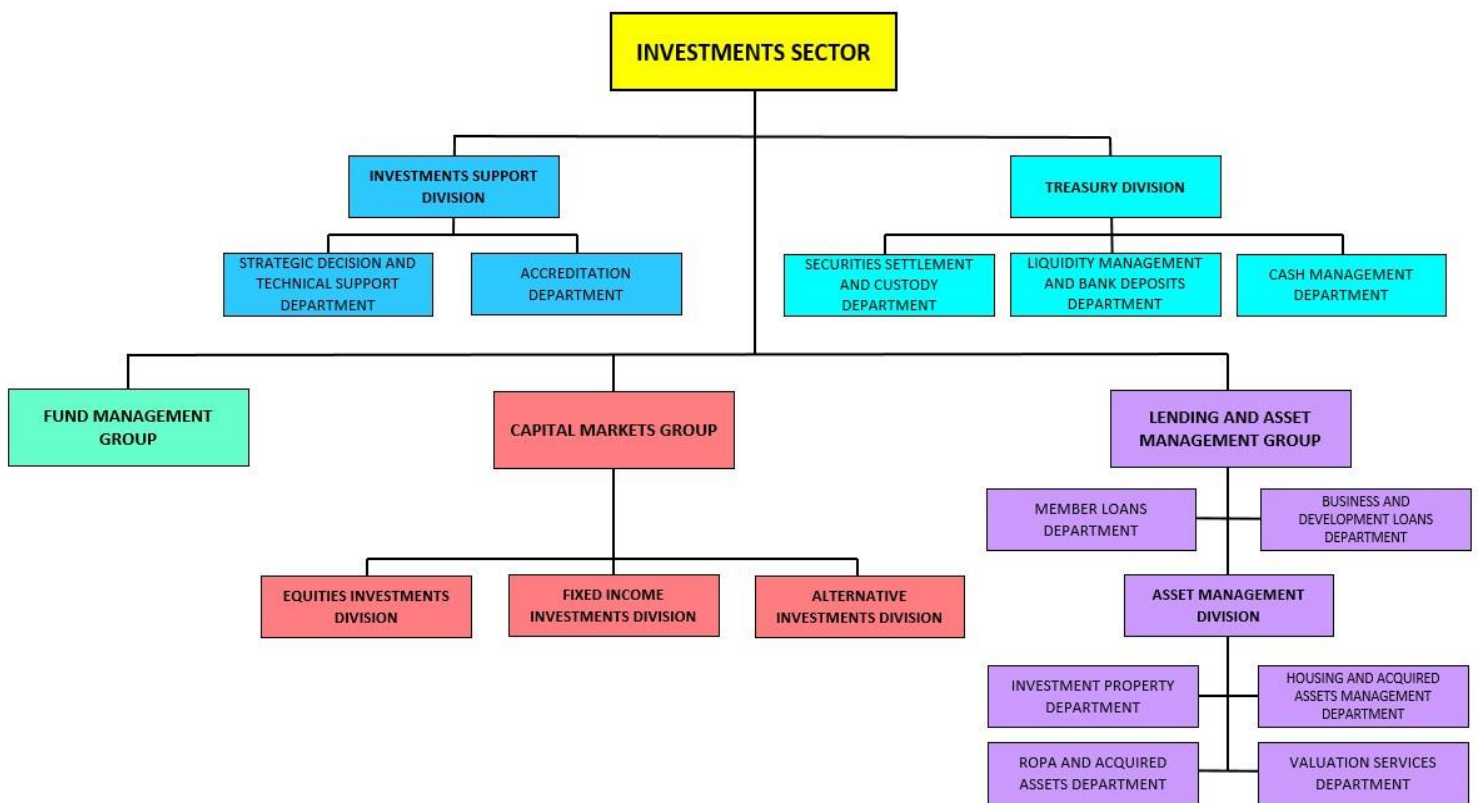 INVESTMENTS SECTOR
INVESTMENTS SUPPORT
DIVISION
TREASURY DIVISION
STRATEGIC DECISION AND
TECHNICAL SUPPORT
DEPARTMENT
ACCREDITATION
DEPARTMENT
SECURITIES SETTLEMENT
AND CUSTODY
DEPARTMENT
LIQUIDITY MANAGEMENT
AND BANK DEPOSITS
DEPARTMENT
CASH MANAGEMENT
DEPARTMENT
FUND MANAGEMENT
GROUP
CAPITAL MARKETS GROUP
LENDING AND ASSET
MANAGEMENT GROUP
MEMBER LOANS
DEPARTMENT
BUSINESS AND
DEVELOPMENT LOANS
DEPARTMENT
EQUITIES INVESTMENTS
DIVISION
FIXED INCOME
INVESTMENTS DIVISION
ALTERNATIVE
INVESTMENTS DIVISION
ASSET MANAGEMENT
DIVISION
INVESTMENT PROPERTY
DEPARTMENT
HOUSING AND ACQUIRED
ASSETS MANAGEMENT
DEPARTMENT
ROPA AND ACQUIRED
ASSETS DEPARTMENT
VALUATION SERVICES
DEPARTMENT